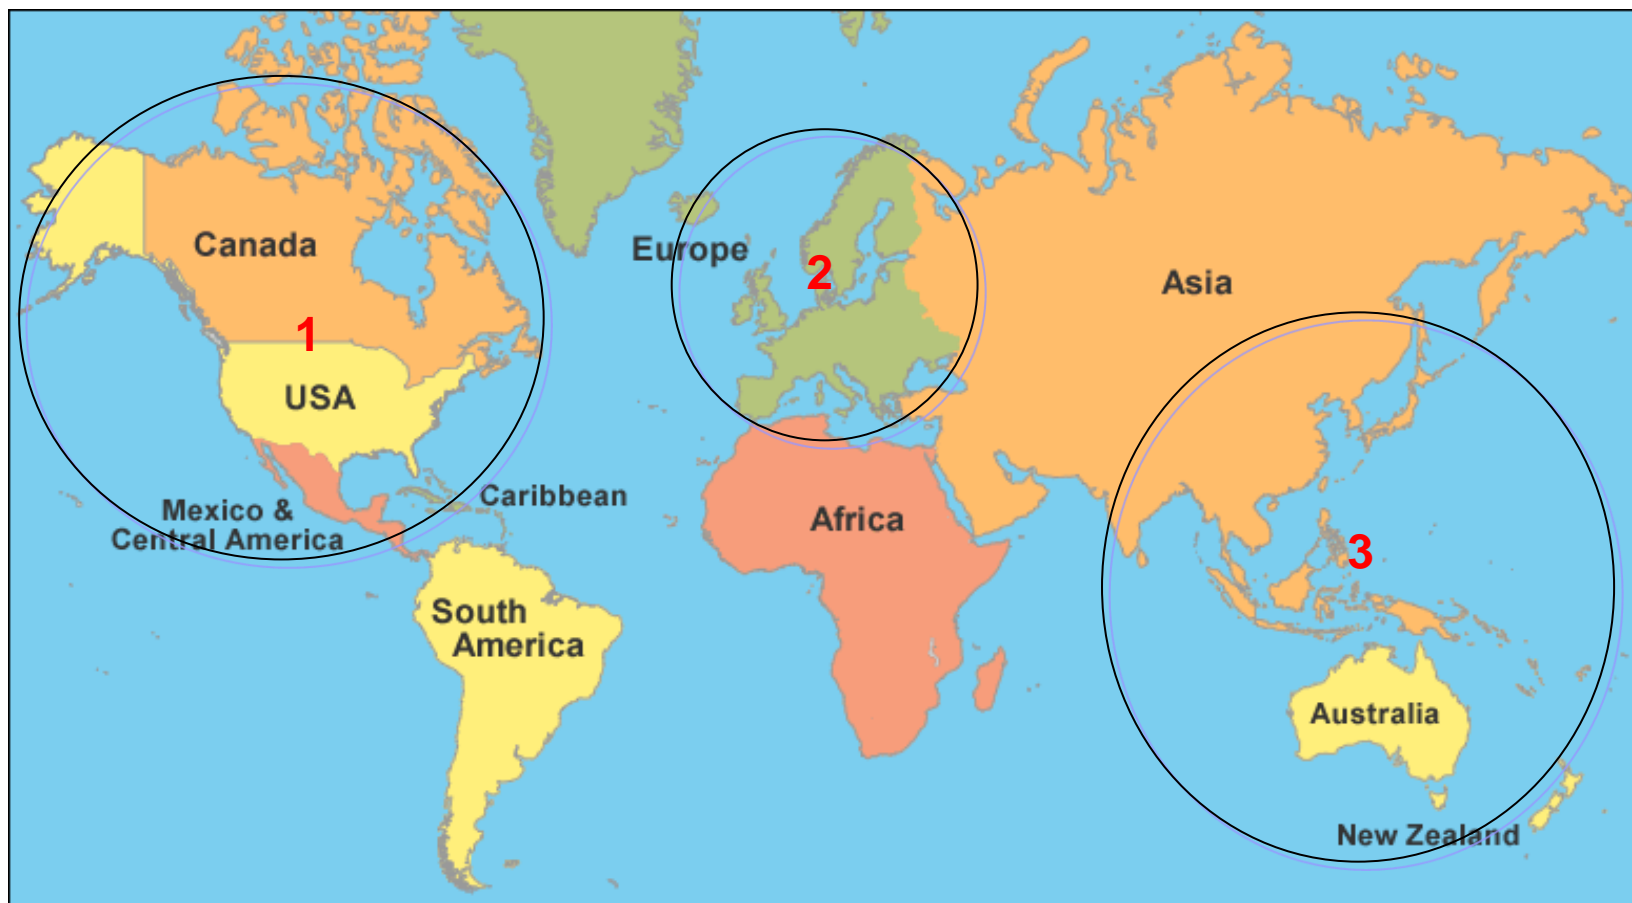 Canada
Europe
2
Asia
1
USA
Caribbean
Mexico &
Central America
Africa
3
South
America
Australia
New Zealand